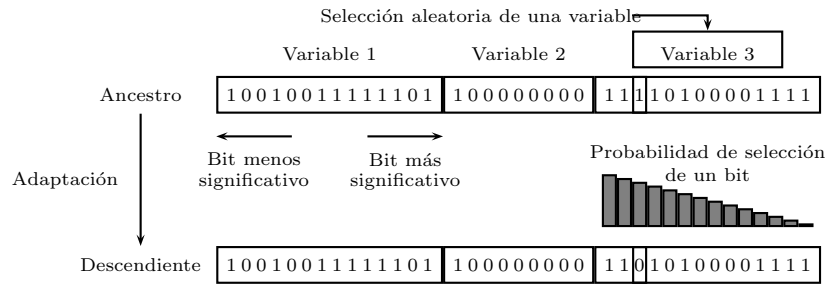 Selección aleatoria de una variable
Variable 1 Variable 2 Variable 3
Ancestro 1 0 0 1 0 0 1 1 1 1 1 1 0 1 1 0 0 0 0 0 0 0 0 1 1 1 1 0 1 0 0 0 0 1 1 1 1
Bit menos significativo
Bit más significativo
Probabilidad de selección
de un bit
Adaptación
Descendiente 1 0 0 1 0 0 1 1 1 1 1 1 0 1 1 0 0 0 0 0 0 0 0 1 1 0 1 0 1 0 0 0 0 1 1 1 1